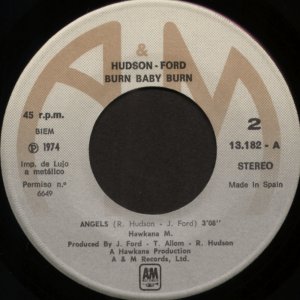 &
HUDSON - FORD
BURN BABY BURN
45 r.p.m.
BIEM
℗ 1974
Imp. de Lujo
a metálico
Permiso n.º
6649
2
13.182 - A
STEREO
Made In Spain
ANGELS (R. Hudson - J. Ford) 3'08"
Hawkana M.
Produced By J. Ford - T. Allom - R. Hudson
A Hawkana Production
A & M Records, Ltd.
A&M
RECORDS